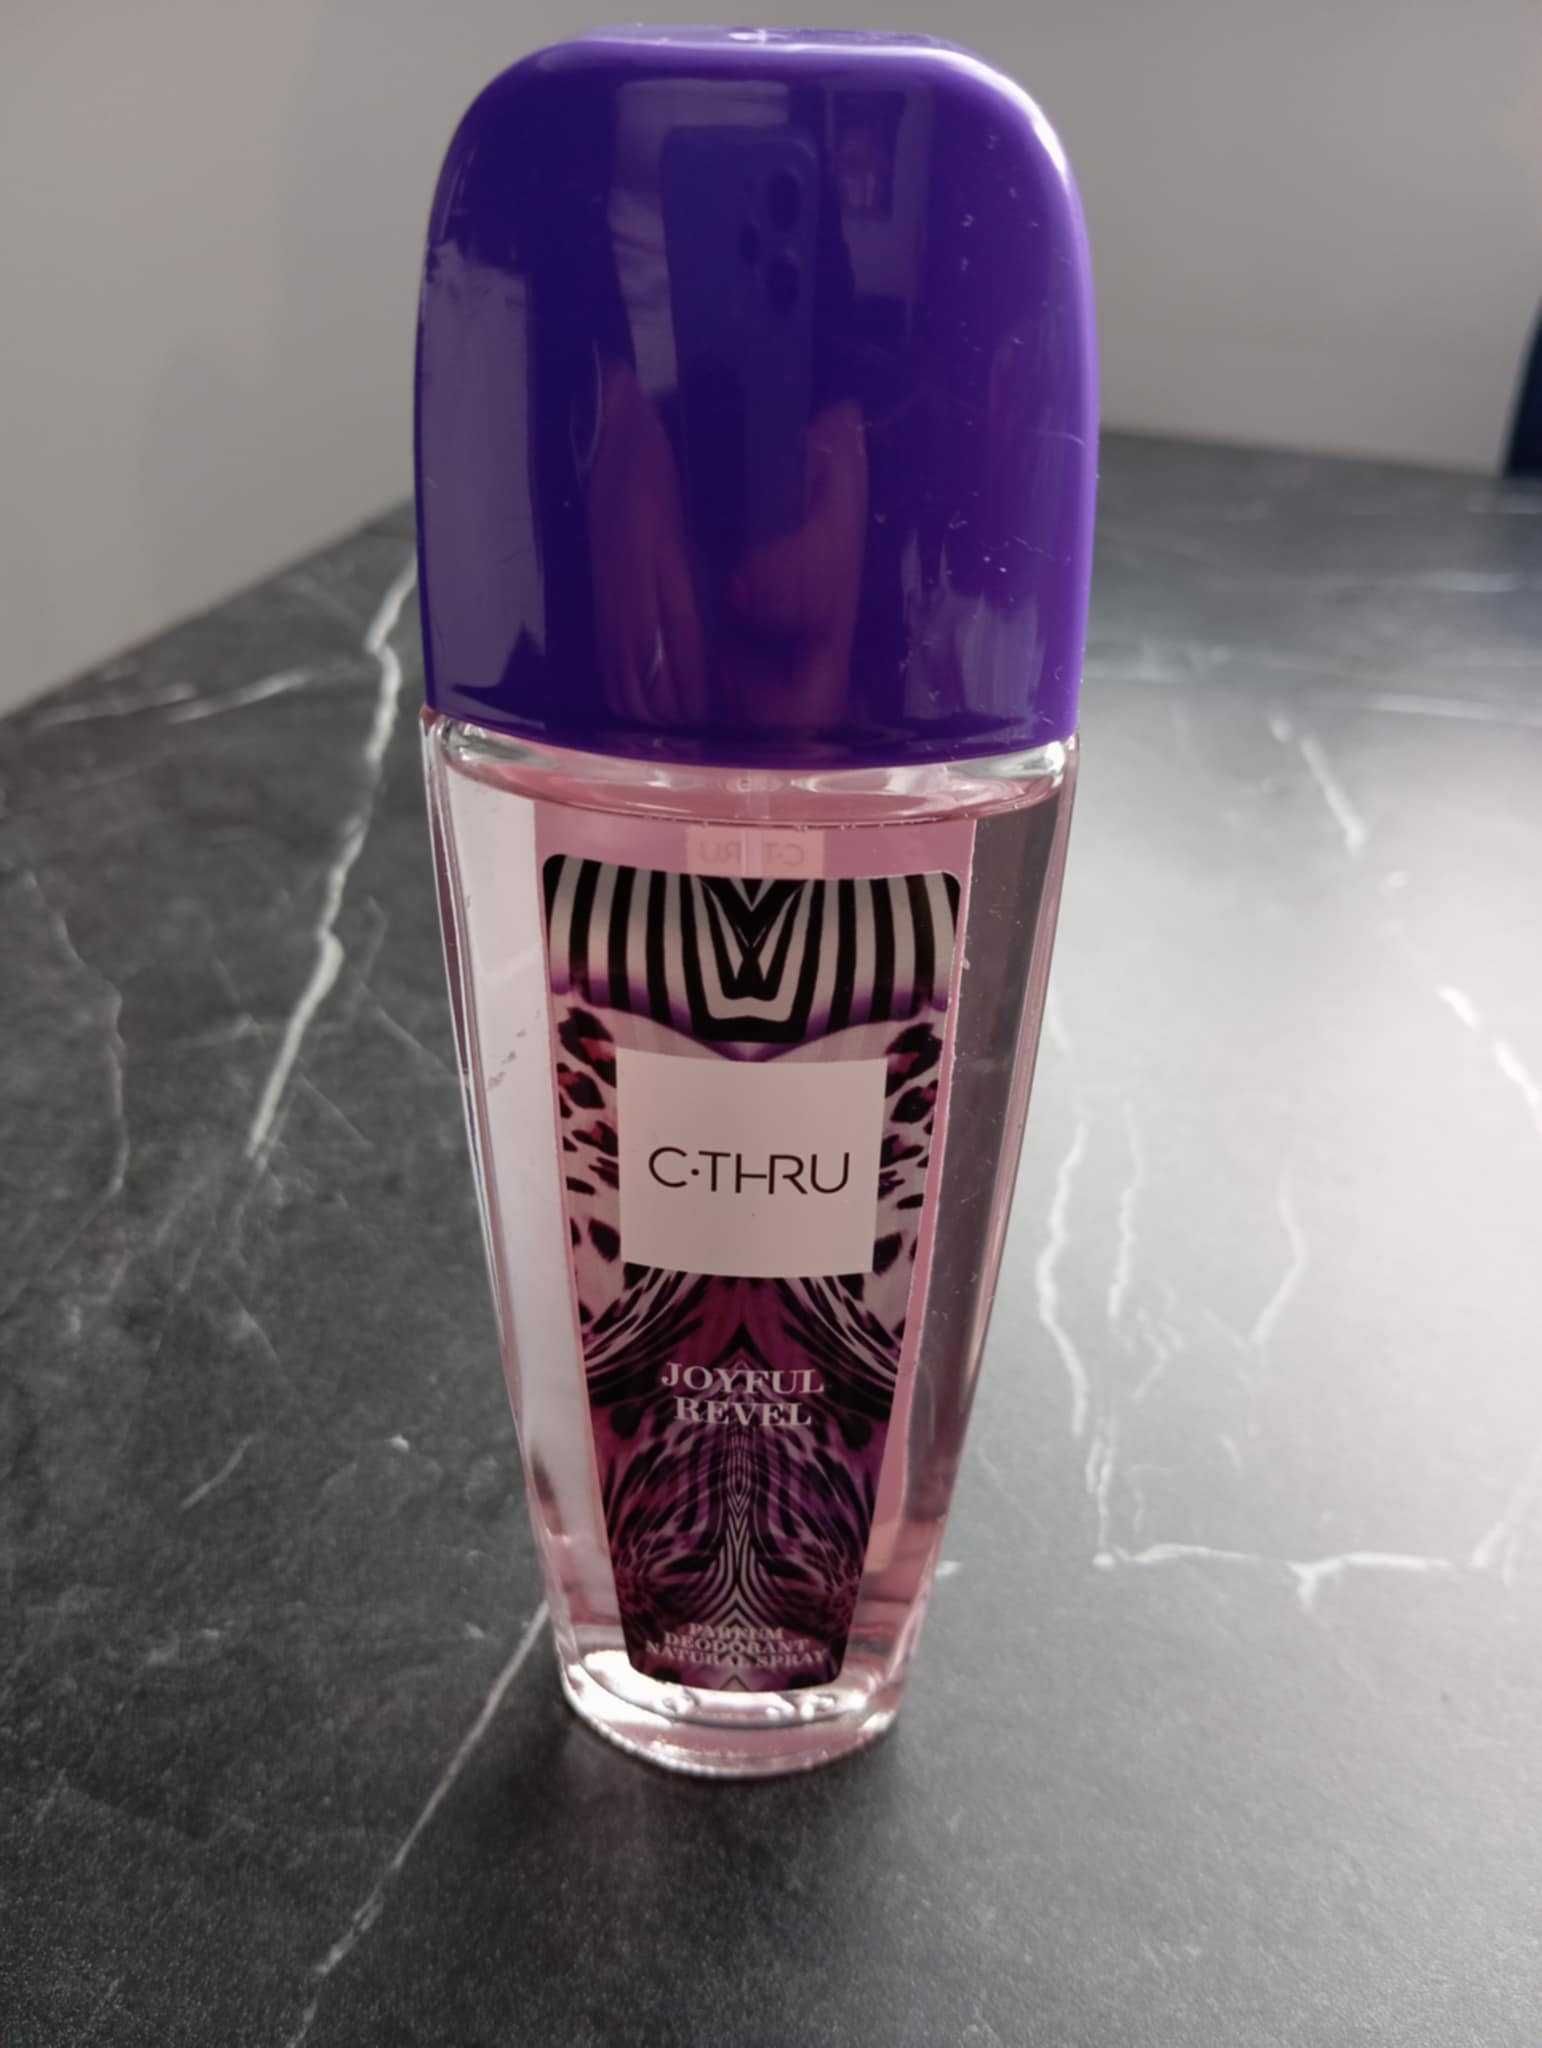 C·THRU
JOYFUL
REVEL
PARFUM
DEODORANT
NATURAL SPRAY